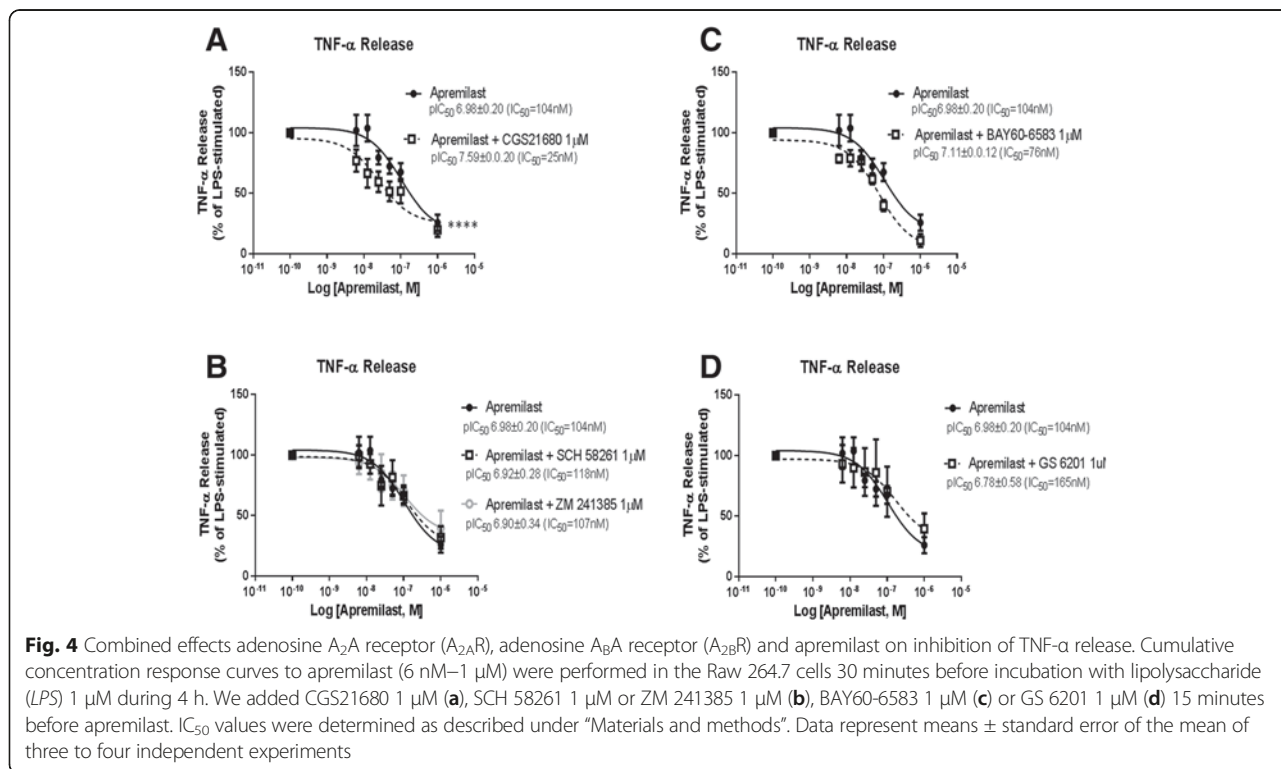 A
TNF-α Release
TNF-α Release
(% of LPS-stimulated)
150
100
50
0
Apremilast
pIC50 6.98±0.20 (IC50=104nM)
Apremilast + CGS21680 1μM
pIC50 7.59±0.0.20 (IC50=25nM)
****
10-11 10-10 10-9 10-8 10-7 10-6 10-5
Log [Apremilast, M]
C
TNF-α Release
TNF-α Release
(% of LPS-stimulated)
150
100
50
0
Apremilast
pIC50 6.98±0.20 (IC50=104nM)
Apremilast + BAY60-6583 1μM
pIC50 7.11±0.0.12 (IC50=76nM)
10-11 10-10 10-9 10-8 10-7 10-6 10-5
Log [Apremilast, M]
B
TNF-α Release
TNF-α Release
(% of LPS-stimulated)
150
100
50
0
Apremilast
pIC50 6.98±0.20 (IC50=104nM)
Apremilast + SCH 58261 1μM
pIC50 6.92±0.28 (IC50=118nM)
Apremilast + ZM 241385 1μM
pIC50 6.90±0.34 (IC50=107nM)
10-11 10-10 10-9 10-8 10-7 10-6 10-5
Log [Apremilast, M]
D
TNF-α Release
TNF-α Release
(% of LPS-stimulated)
150
100
50
0
Apremilast
pIC50 6.98±0.20 (IC50=104nM)
Apremilast + GS 6201 1u
pIC50 6.78±0.58 (IC50=165nM)
10-11 10-10 10-9 10-8 10-7 10-6 10-5
Log [Apremilast, M]
Fig. 4 Combined effects adenosine A2A receptor (A2AR), adenosine ABA receptor (A2BR) and apremilast on inhibition of TNF-α release. Cumulative
concentration response curves to apremilast (6 nM–1 μM) were performed in the Raw 264.7 cells 30 minutes before incubation with lipolysaccharide
(LPS) 1 μM during 4 h. We added CGS21680 1 μM (a), SCH 58261 1 μM or ZM 241385 1 μM (b), BAY60-6583 1 μM (c) or GS 6201 1 μM (d) 15 minutes
before apremilast. IC50 values were determined as described under “Materials and methods”. Data represent means ± standard error of the mean of
three to four independent experiments